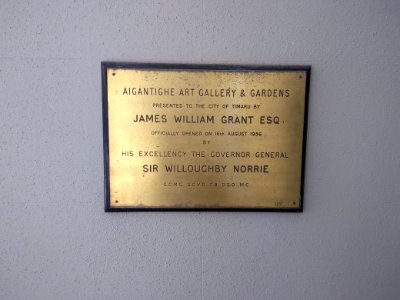 AIGANTIGHE ART GALLERY & GARDENS
PRESENTED TO THE CITY OF TIMARU BY
JAMES WILLIAM GRANT ESQ.
OFFICIALLY OPENED ON 18TH AUGUST 1956
BY
HIS EXCELLENCY THE GOVERNOR GENERAL
SIR WILLOUGHBY NORRIE
G.C.M.G. G.C.V.O. C.B. D.S.O. M.C.